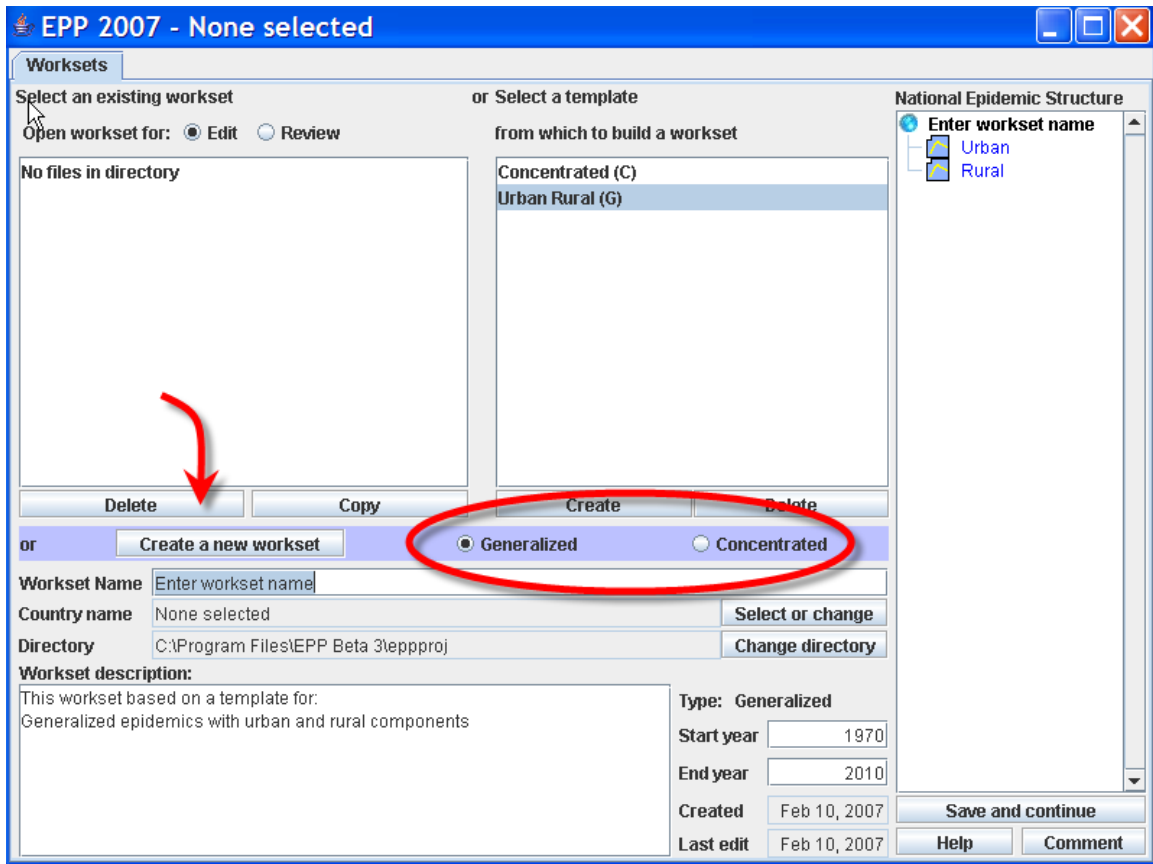 EPP 2007 - None selected
Worksets
Select an existing workset
Open workset for: Edit Review
No files in directory
Delete Copy
or Select a template
from which to build a workset
Concentrated (C)
Urban Rural (G)
Create Delete
National Epidemic Structure
Enter workset name
Urban
Rural
or Create a new workset Generalized Concentrated
Workset Name Enter workset name
Country name None selected Select or change
Directory C:\Program Files\EPP Beta 3\eppproj Change directory
Workset description:
This workset based on a template for:
Generalized epidemics with urban and rural components
Type: Generalized
Start year 1970
End year 2010
Created Feb 10, 2007
Last edit Feb 10, 2007
Save and continue
Help Comment